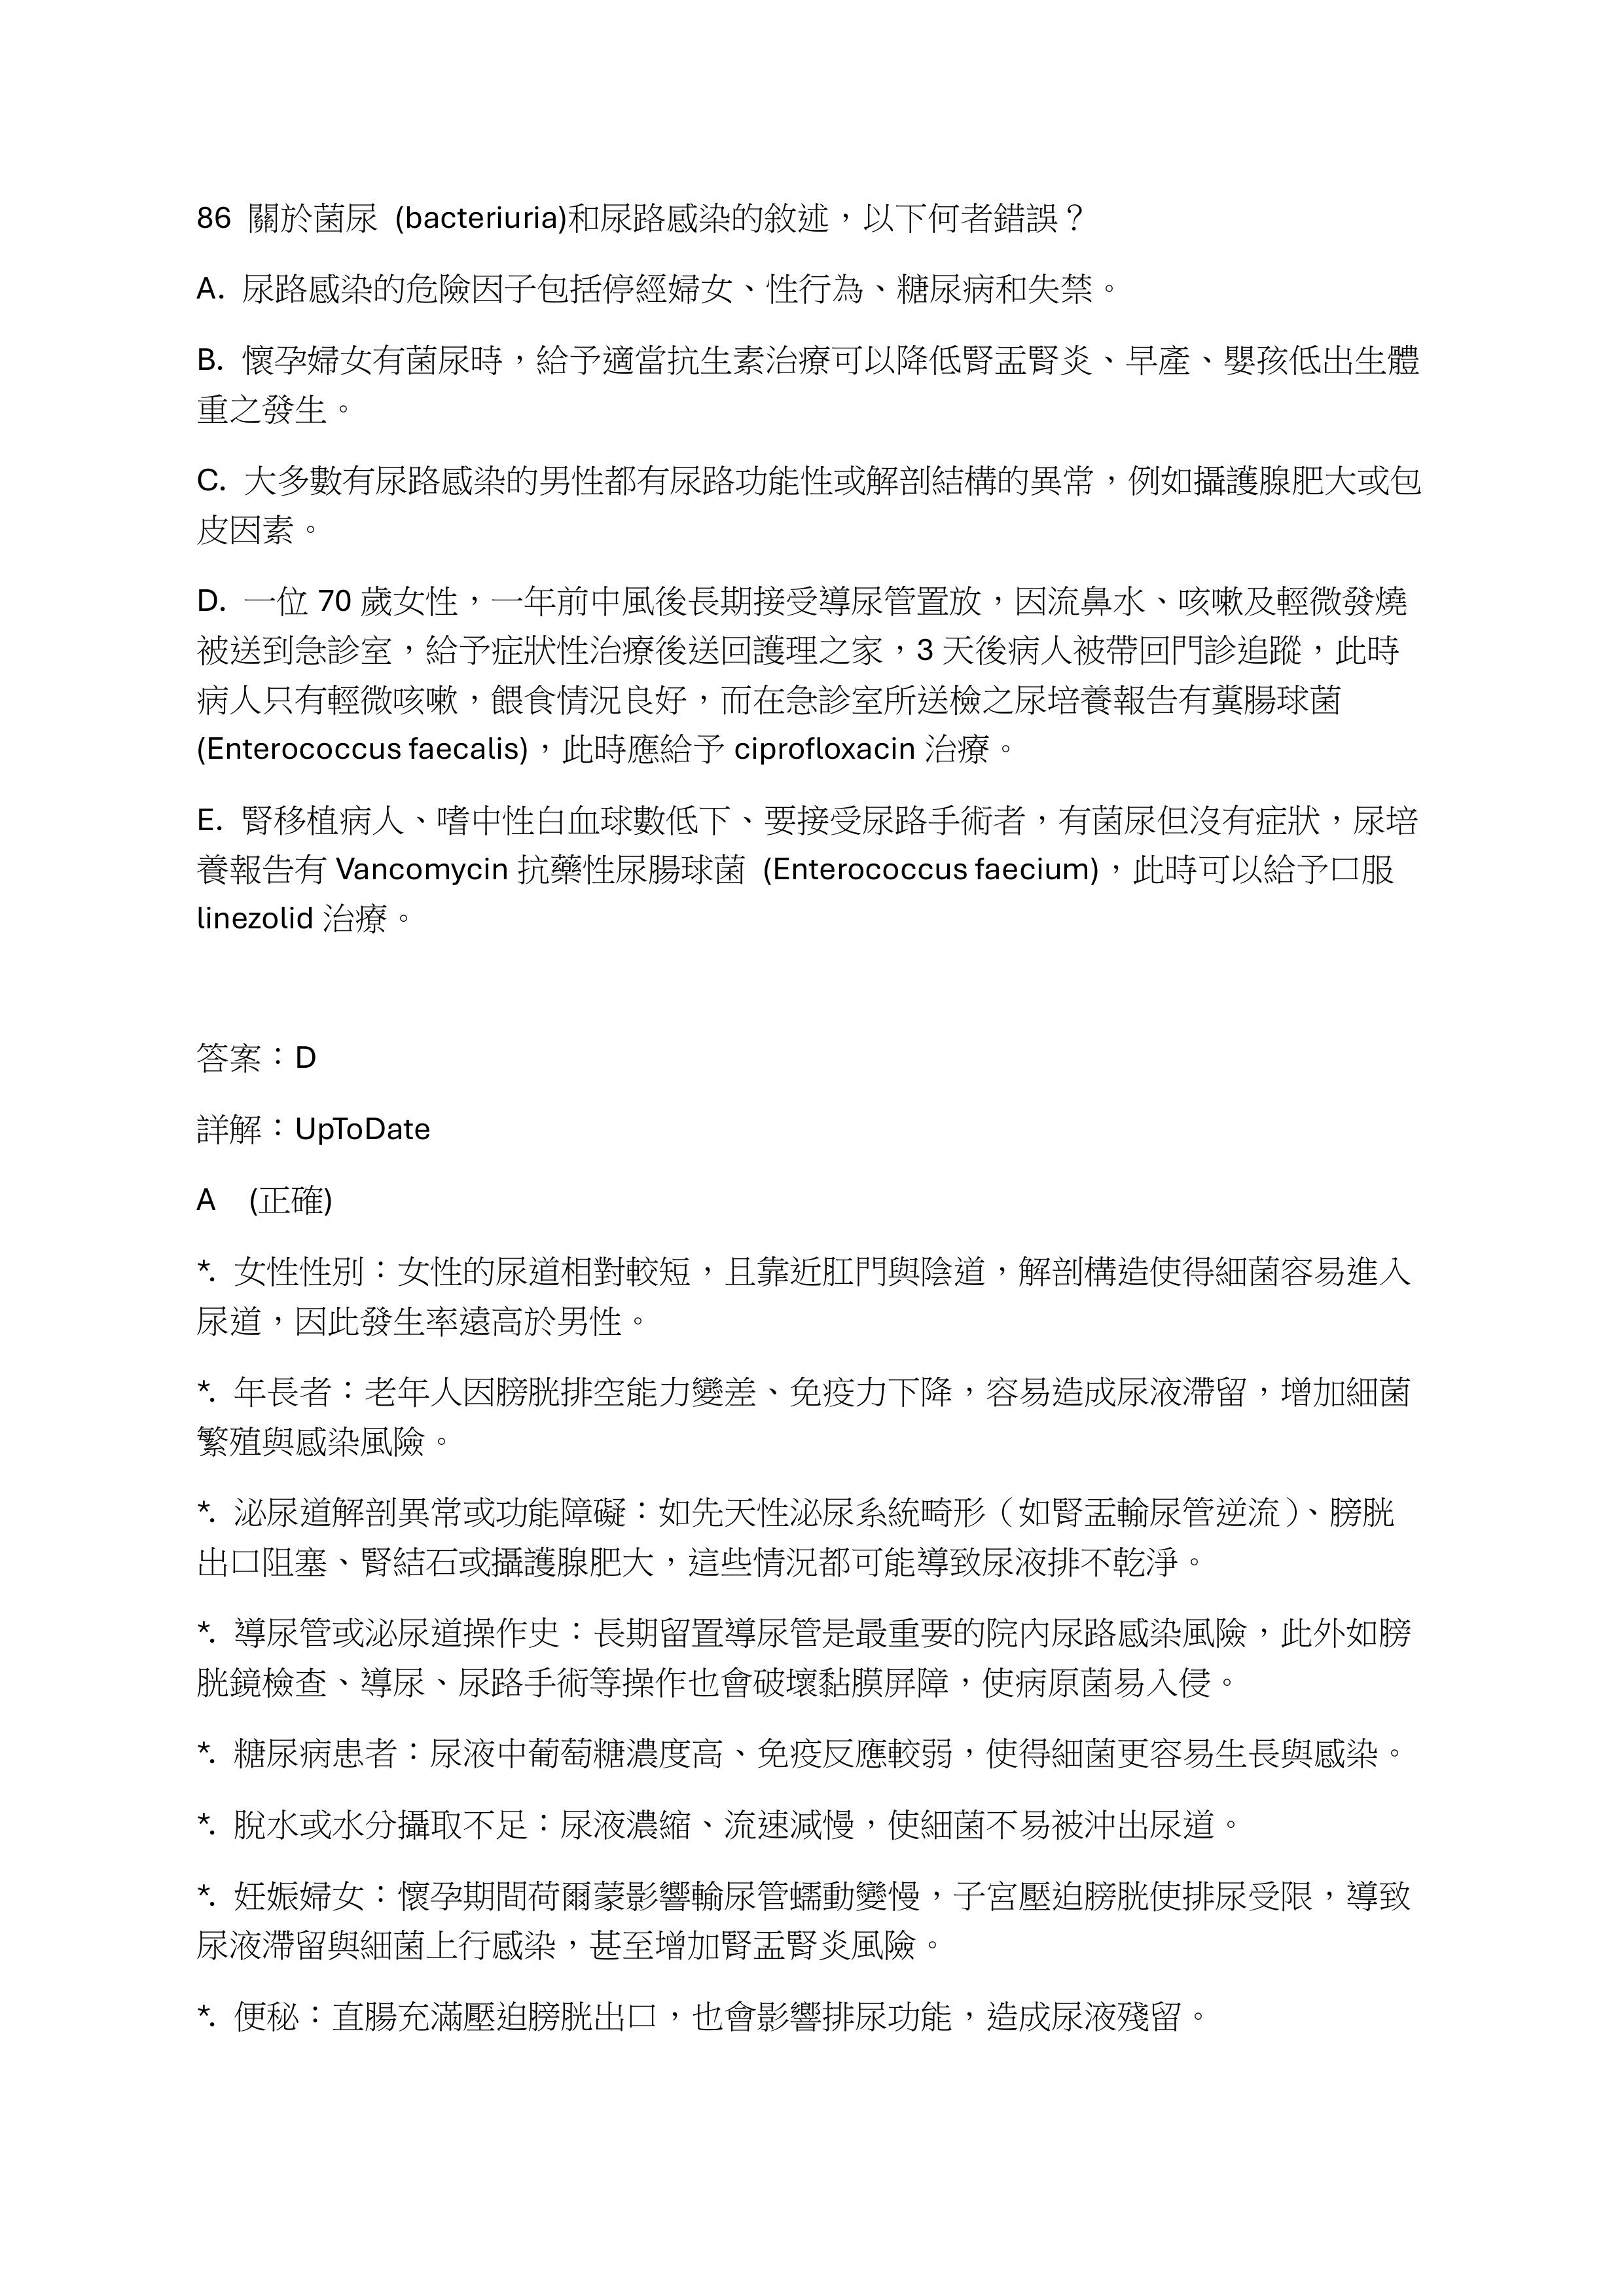 86 關於菌尿 (bacteriuria)和尿路感染的敘述，以下何者錯誤？
A. 尿路感染的危險因子包括停經婦女、性行為、糖尿病和失禁。
B. 懷孕婦女有菌尿時，給予適當抗生素治療可以降低腎盂腎炎、早產、嬰孩低出生體
重之發生。
C. 大多數有尿路感染的男性都有尿路功能性或解剖結構的異常，例如攝護腺肥大或包
皮因素。
D. 一位 70 歲女性，一年前中風後長期接受導尿管置放，因流鼻水、咳嗽及輕微發燒
被送到急診室，給予症狀性治療後送回護理之家，3 天後病人被帶回門診追蹤，此時
病人只有輕微咳嗽，餵食情況良好，而在急診室所送檢之尿培養報告有糞腸球菌
(Enterococcus faecalis)，此時應給予 ciprofloxacin 治療。
E. 腎移植病人、嗜中性白血球數低下、要接受尿路手術者，有菌尿但沒有症狀，尿培
養報告有 Vancomycin 抗藥性尿腸球菌 (Enterococcus faecium)，此時可以給予口服
linezolid 治療。
答案：D
詳解：UpToDate
A (正確)
*. 女性性別：女性的尿道相對較短，且靠近肛門與陰道，解剖構造使得細菌容易進入
尿道，因此發生率遠高於男性。
*. 年長者：老年人因膀胱排空能力變差、免疫力下降，容易造成尿液滯留，增加細菌
繁殖與感染風險。
*. 泌尿道解剖異常或功能障礙：如先天性泌尿系統畸形（如腎盂輸尿管逆流）、膀胱
出口阻塞、腎結石或攝護腺肥大，這些情況都可能導致尿液排不乾淨。
*. 導尿管或泌尿道操作史：長期留置導尿管是最重要的院內尿路感染風險，此外如膀
胱鏡檢查、導尿、尿路手術等操作也會破壞黏膜屏障，使病原菌易入侵。
*. 糖尿病患者：尿液中葡萄糖濃度高、免疫反應較弱，使得細菌更容易生長與感染。
*. 脫水或水分攝取不足：尿液濃縮、流速減慢，使細菌不易被沖出尿道。
*. 妊娠婦女：懷孕期間荷爾蒙影響輸尿管蠕動變慢，子宮壓迫膀胱使排尿受限，導致
尿液滯留與細菌上行感染，甚至增加腎盂腎炎風險。
*. 便秘：直腸充滿壓迫膀胱出口，也會影響排尿功能，造成尿液殘留。